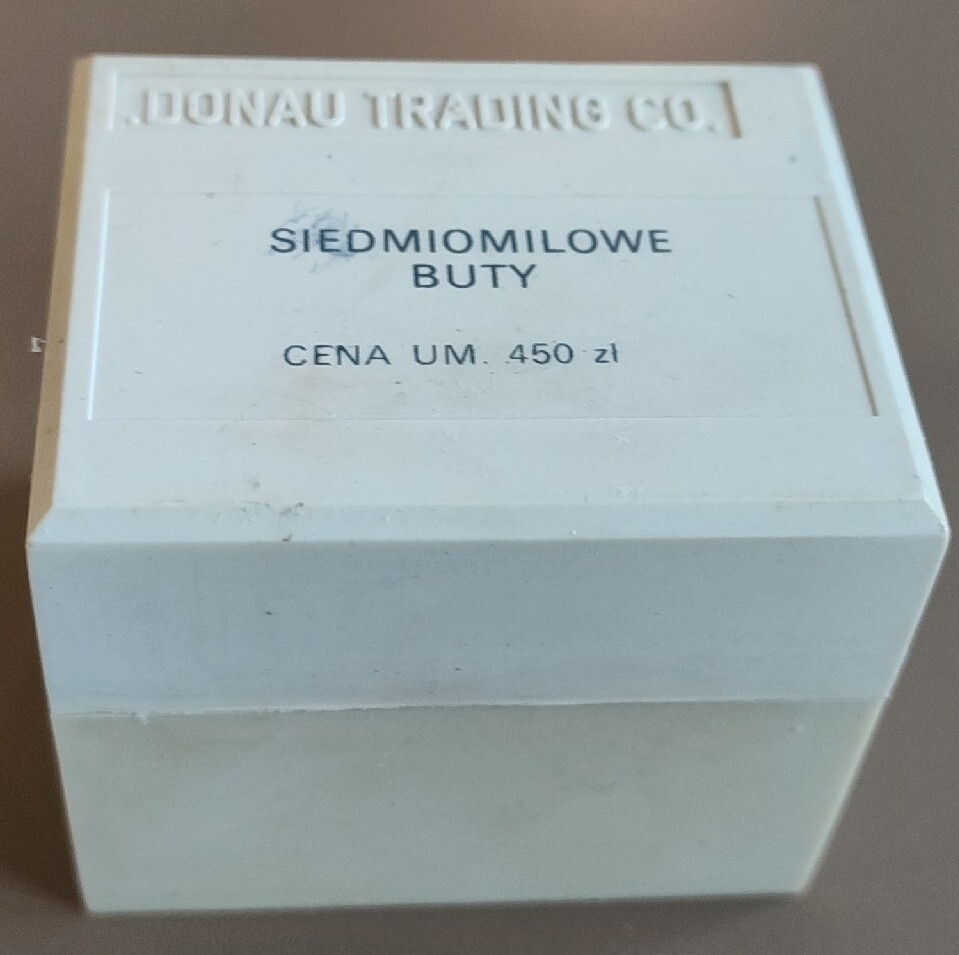 .DONAU TRADING CO.
SIEDMIOMILOWE
BUTY
CENA UM. 450 zł